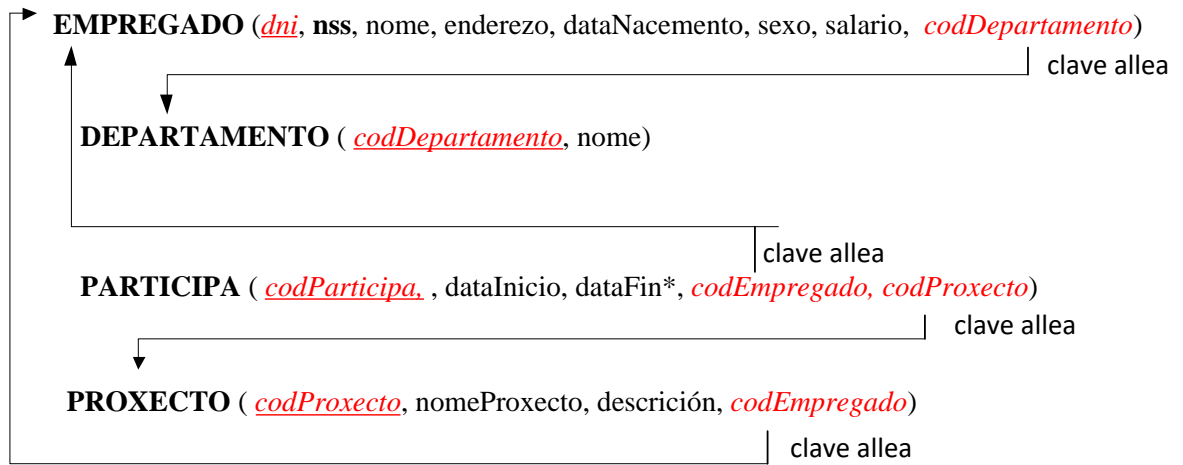 EMPREGADO (dni, nss, nome, enderezo, dataNacemento, sexo, salario, codDepartamento)
clave allea
DEPARTAMENTO ( codDepartamento, nome)
clave allea
PARTICIPA ( codParticipa, , dataInicio, dataFin*, codEmpregado, codProxecto)
clave allea
PROXECTO ( codProxecto, nomeProxecto, descrición, codEmpregado)
clave allea